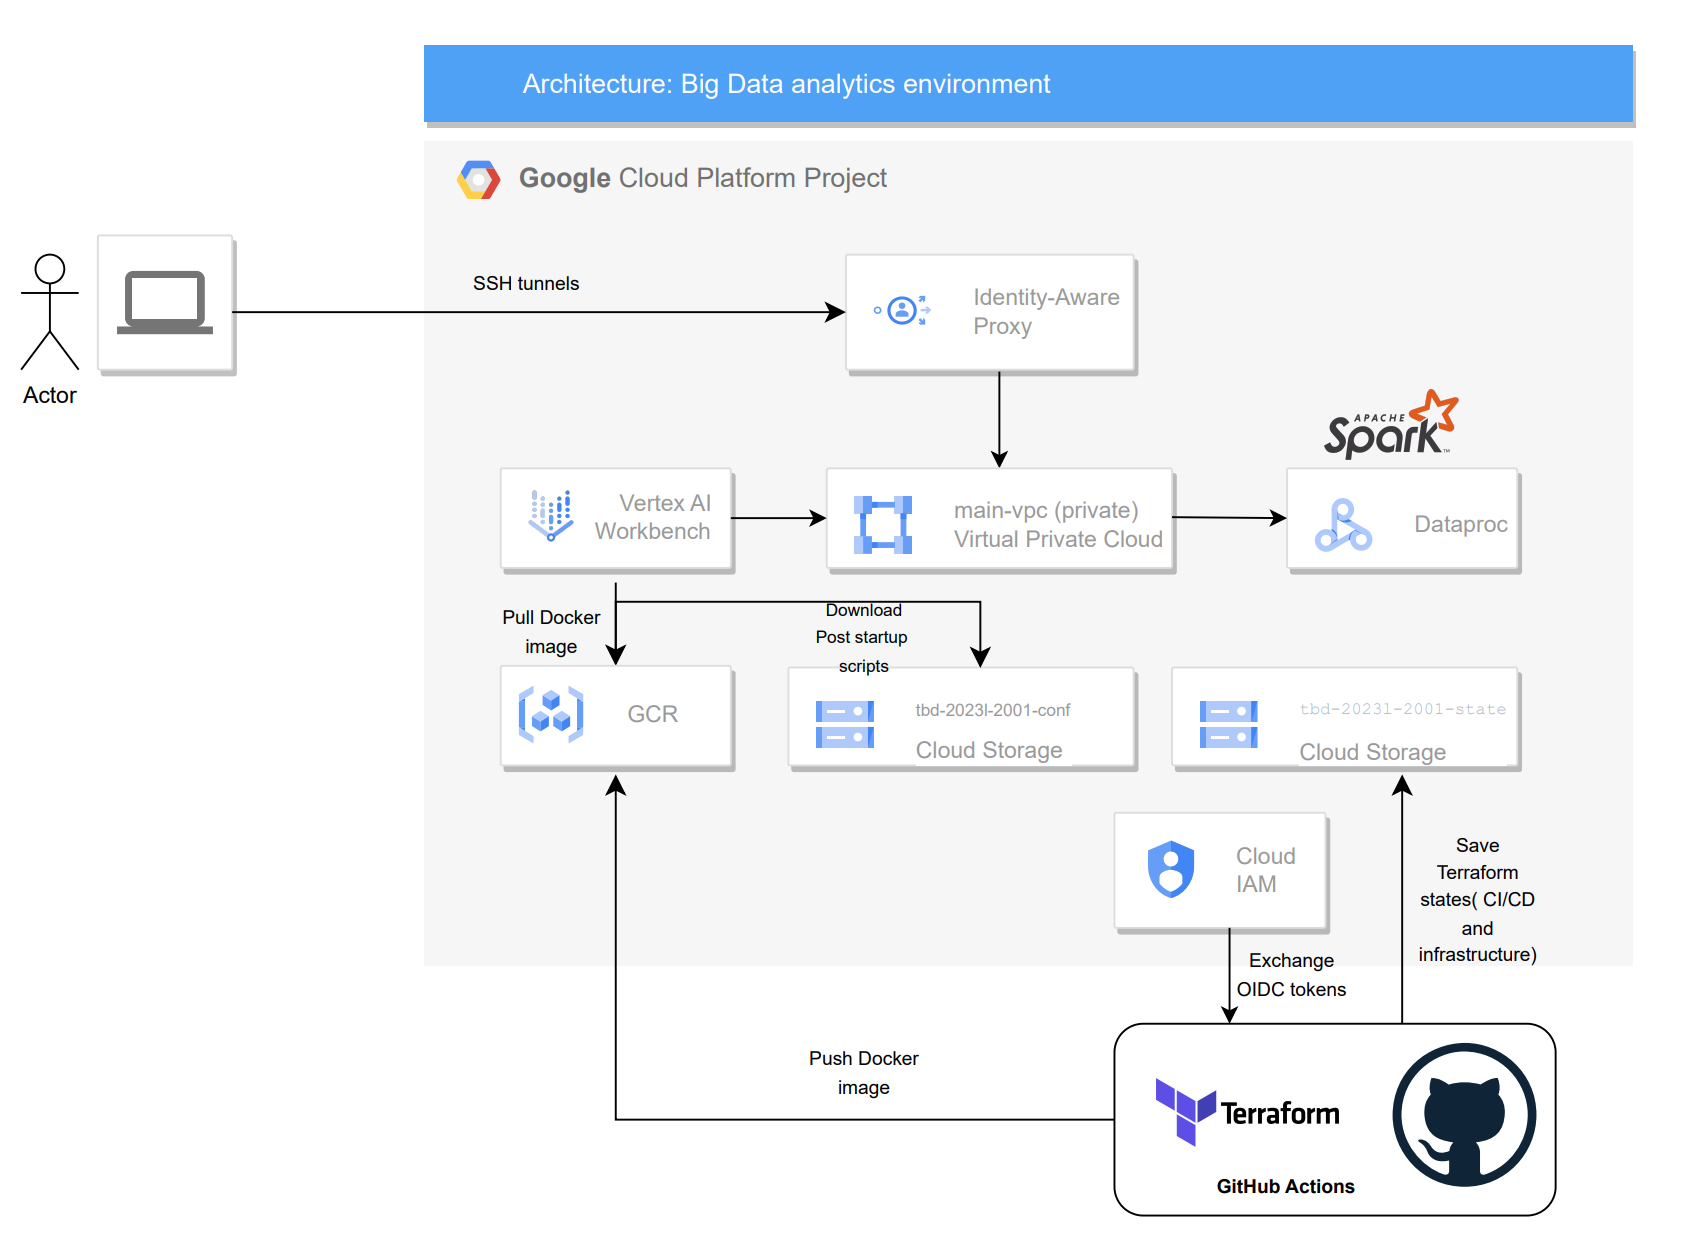 Architecture: Big Data analytics environment
Google Cloud Platform Project
SSH tunnels
Identity-Aware
Proxy
Actor
APACHE
Spark™
Vertex AI
Workbench
main-vpc (private)
Virtual Private Cloud
Dataproc
Pull Docker
image
Download
Post startup
scripts
GCR
tbd-2023l-2001-conf
Cloud Storage
tbd-2023l-2001-state
Cloud Storage
Cloud
IAM
Save
Terraform
states( CI/CD
and
infrastructure)
Exchange
OIDC tokens
Push Docker
image
Terraform
GitHub Actions